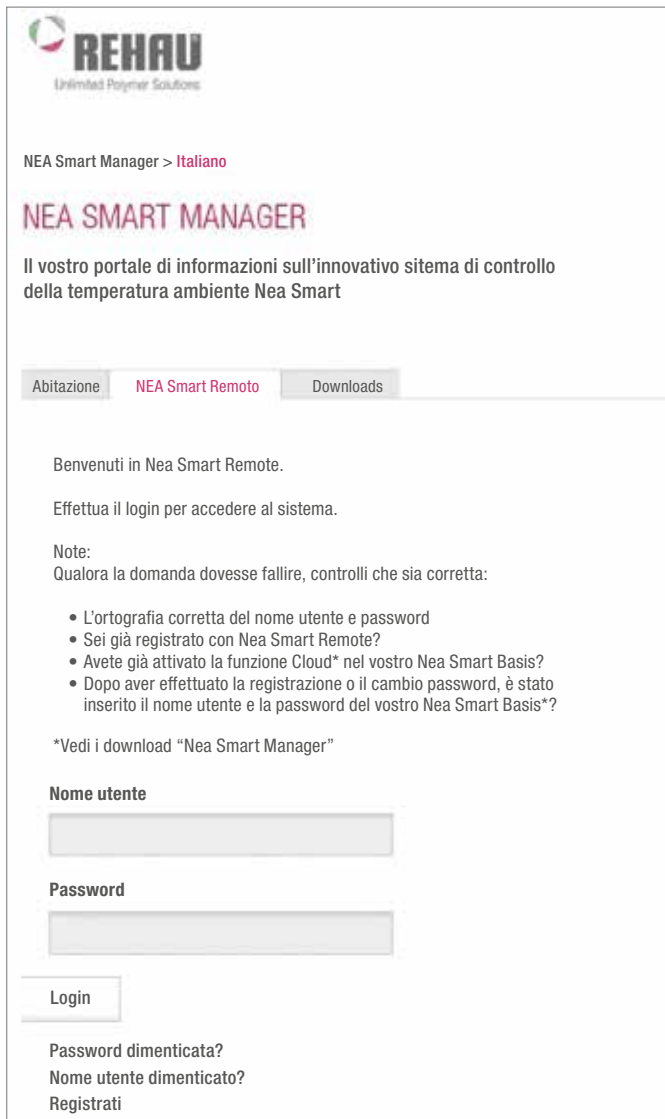 REHAU
Unlimited Polymer Solutions
NEA Smart Manager > Italiano
NEA SMART MANAGER
Il vostro portale di informazioni sull'innovativo sitema di controllo
della temperatura ambiente Nea Smart
Abitazione NEA Smart Remoto Downloads
Benvenuti in Nea Smart Remote.
Effettua il login per accedere al sistema.
Note:
Qualora la domanda dovesse fallire, controlli che sia corretta:
• L'ortografia corretta del nome utente e password
• Sei già registrato con Nea Smart Remote?
• Avete già attivato la funzione Cloud* nel vostro Nea Smart Basis?
• Dopo aver effettuato la registrazione o il cambio password, è stato
inserito il nome utente e la password del vostro Nea Smart Basis*?
*Vedi i download “Nea Smart Manager”
Nome utente
Password
Login
Password dimenticata?
Nome utente dimenticato?
Registrati